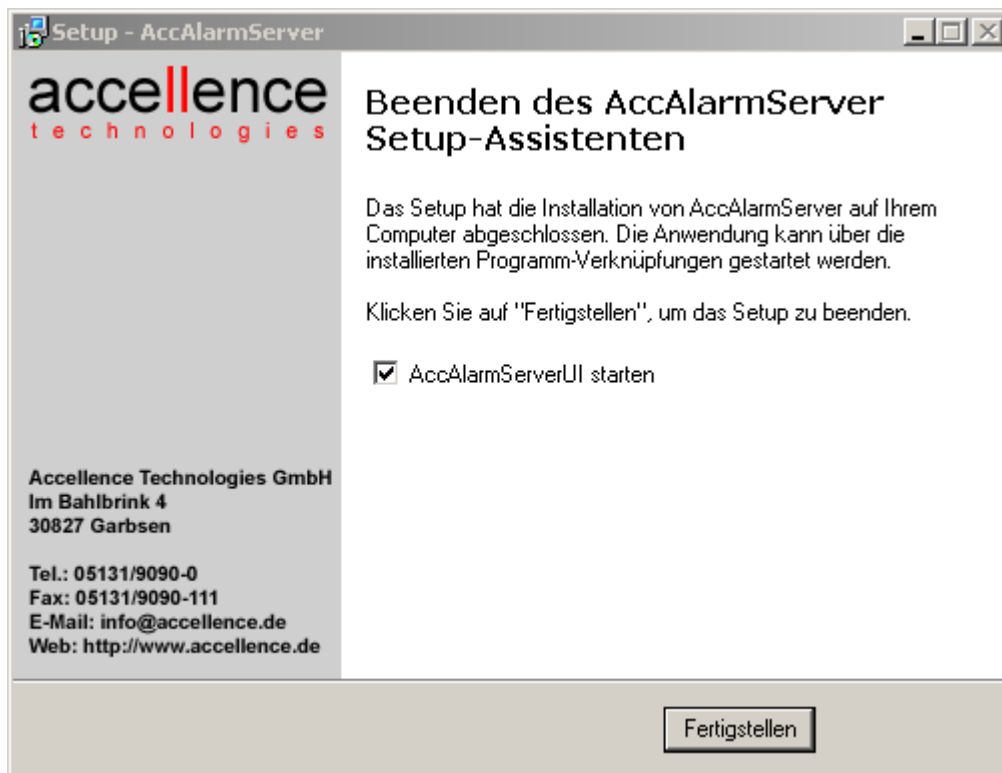 Setup - AccAlarmServer
accellence
technologies
Beenden des AccAlarmServer
Setup-Assistenten
Das Setup hat die Installation von AccAlarmServer auf Ihrem
Computer abgeschlossen. Die Anwendung kann über die
installierten Programm-Verknüpfungen gestartet werden.
Klicken Sie auf "Fertigstellen", um das Setup zu beenden.
AccAlarmServerUI starten
Accellence Technologies GmbH
Im Bahlbrink 4
30827 Garbsen
Tel.: 05131/9090-0
Fax: 05131/9090-111
E-Mail: info@accellence.de
Web: http://www.accellence.de
Fertigstellen